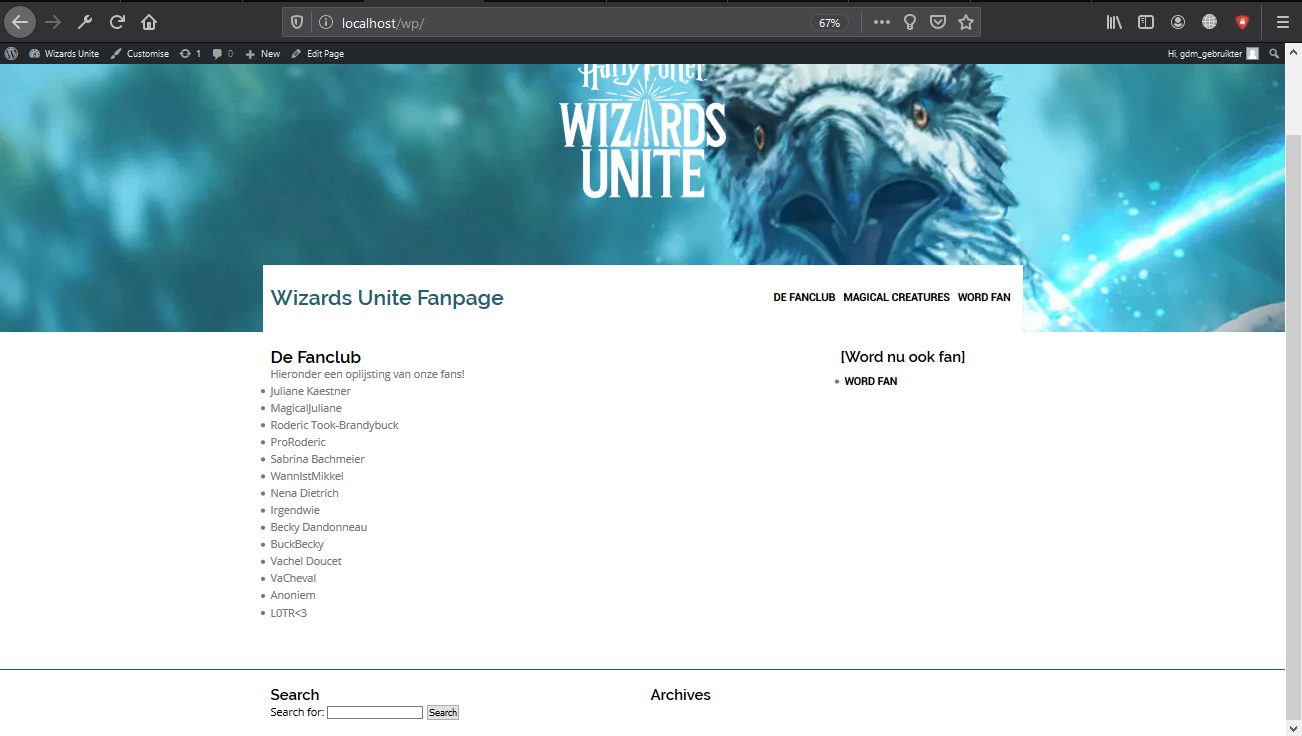 localhost/wp/
67%
Wizards Unite Customise 1 0 New Edit Page Hi, gdm_gebruikter
Harry Potter
WIZARDS
UNITE
Wizards Unite Fanpage
DE FANCLUB MAGICAL CREATURES WORD FAN
De Fanclub
Hieronder een oplijsting van onze fans!
Juliane Kaestner
MagicalJuliane
Roderic Took-Brandybuck
ProRoderic
Sabrina Bachmeier
WannIstMikkel
Nena Dietrich
Irgendwie
Becky Dandonneau
BuckBecky
Vachel Doucet
VaCheval
Anoniem
L0TR<3
[Word nu ook fan]
WORD FAN
Search
Search for: Search
Archives